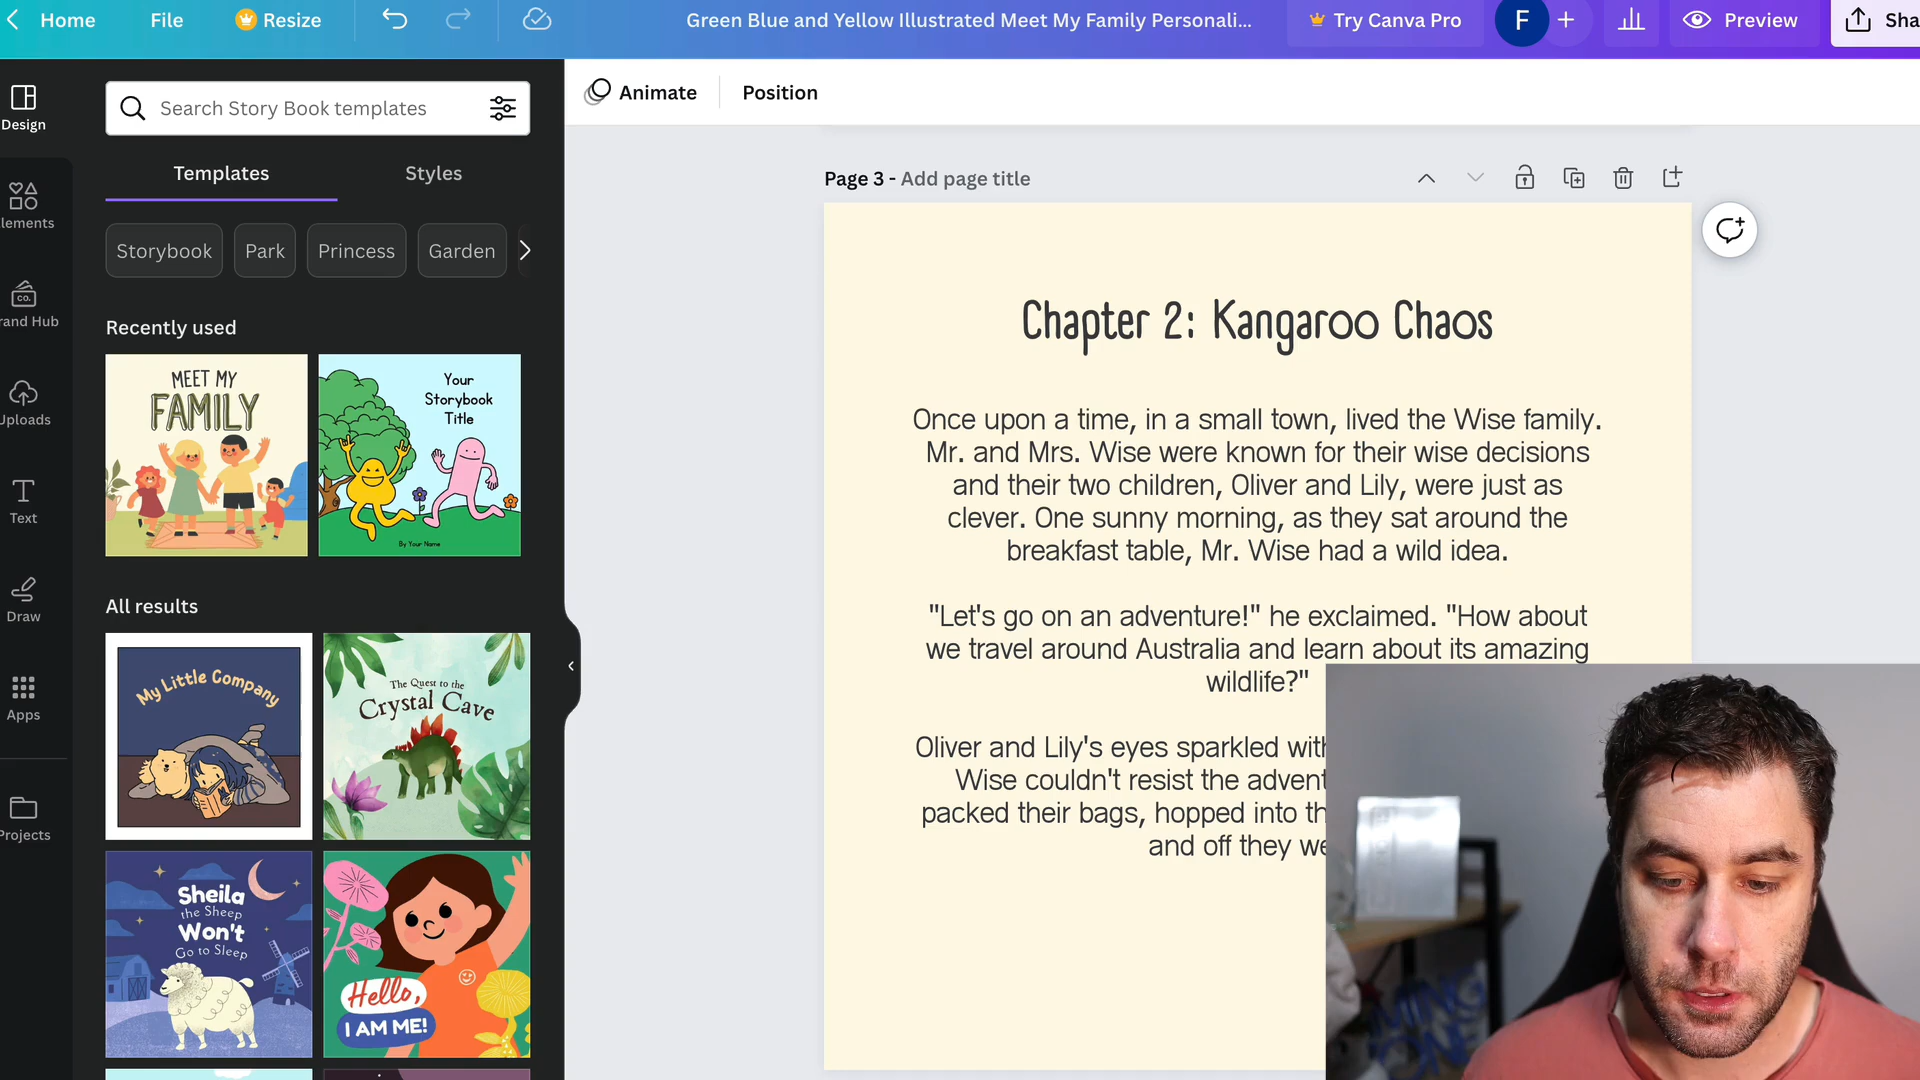 Home
File
Resize
Green Blue and Yellow Illustrated Meet My Family Personali...
Try Canva Pro
F
Preview
Sha
Design
Search Story Book templates
Animate
Position
Templates
Styles
Storybook
Park
Princess
Garden
Recently used
MEET MY
FAMILY
Your
Storybook
Title
By Your Name
All results
My Little Company
The Quest to the
Crystal Cave
Sheila
the Sheep
Won't
Go to Sleep
Hello,
I AM ME!
lements
CO.
rand Hub
ploads
Text
Draw
Apps
rojects
Page 3 - Add page title
Chapter 2: Kangaroo Chaos
Once upon a time, in a small town, lived the Wise family.
Mr. and Mrs. Wise were known for their wise decisions
and their two children, Oliver and Lily, were just as
clever. One sunny morning, as they sat around the
breakfast table, Mr. Wise had a wild idea.
"Let's go on an adventure!" he exclaimed. "How about
we travel around Australia and learn about its amazing
wildlife?"
Oliver and Lily's eyes sparkled with
Wise couldn't resist the advent
packed their bags, hopped into th
and off they we